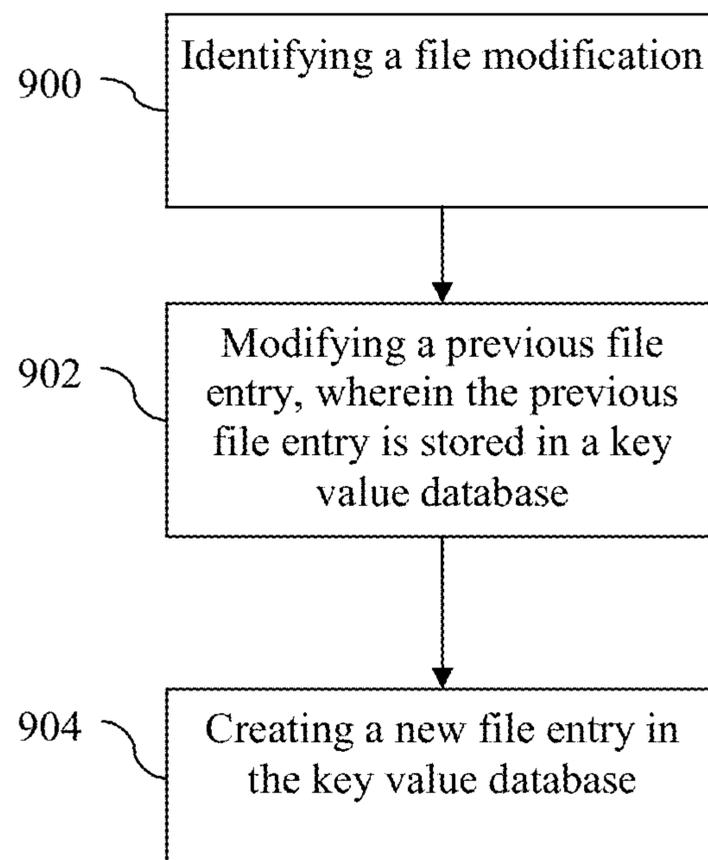 900
Identifying a file modification
902
Modifying a previous file
entry, wherein the previous
file entry is stored in a key
value database
904
Creating a new file entry in
the key value database